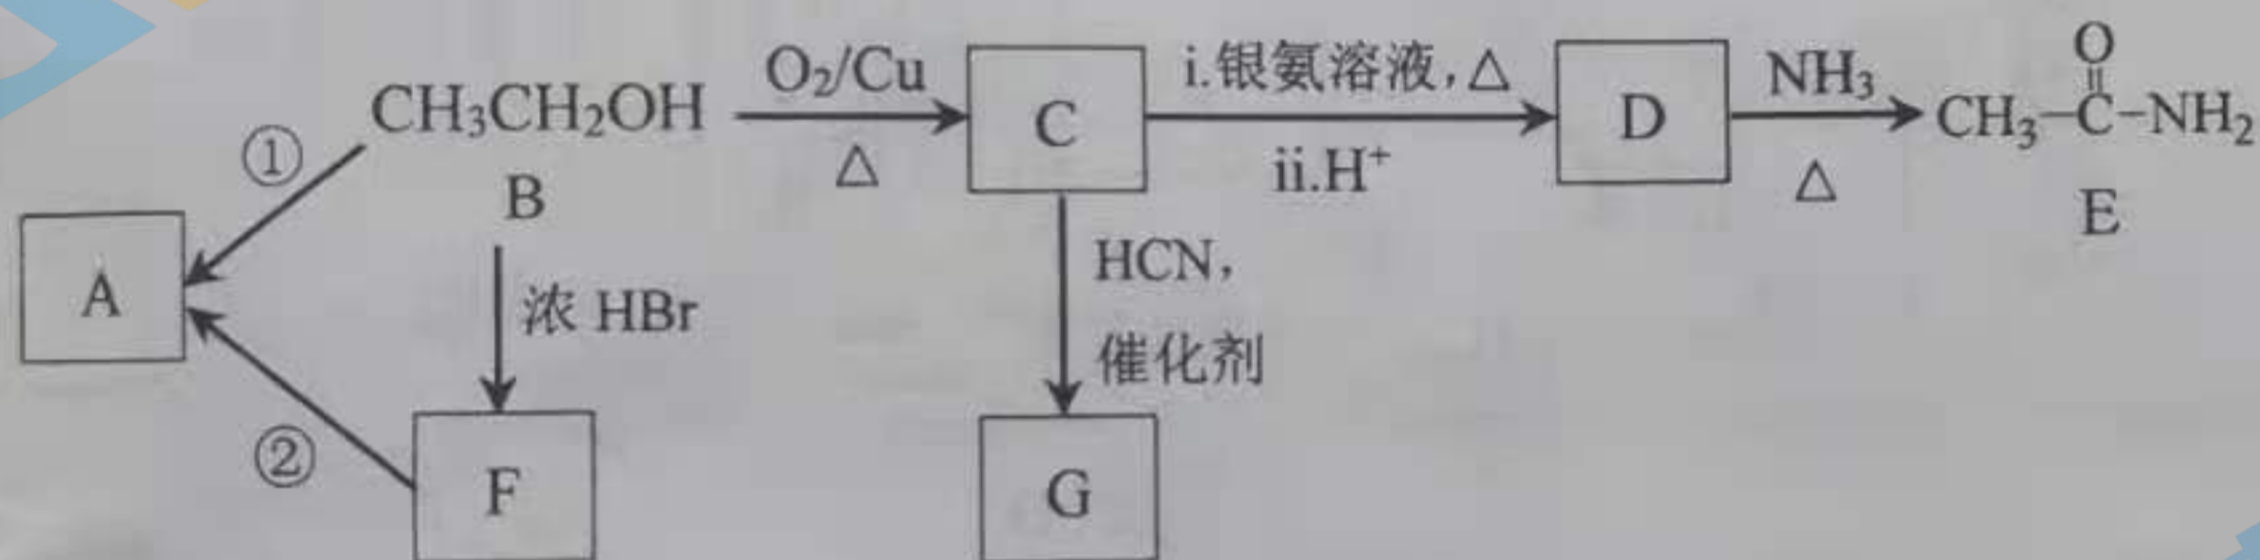 CH₃CH₂OH
B
O₂/Cu
△
C
i.银氨溶液,△
ii.H⁺
D
NH₃
△
O
CH₃-C-NH₂
E
①
A
浓 HBr
②
F
HCN,
催化剂
G